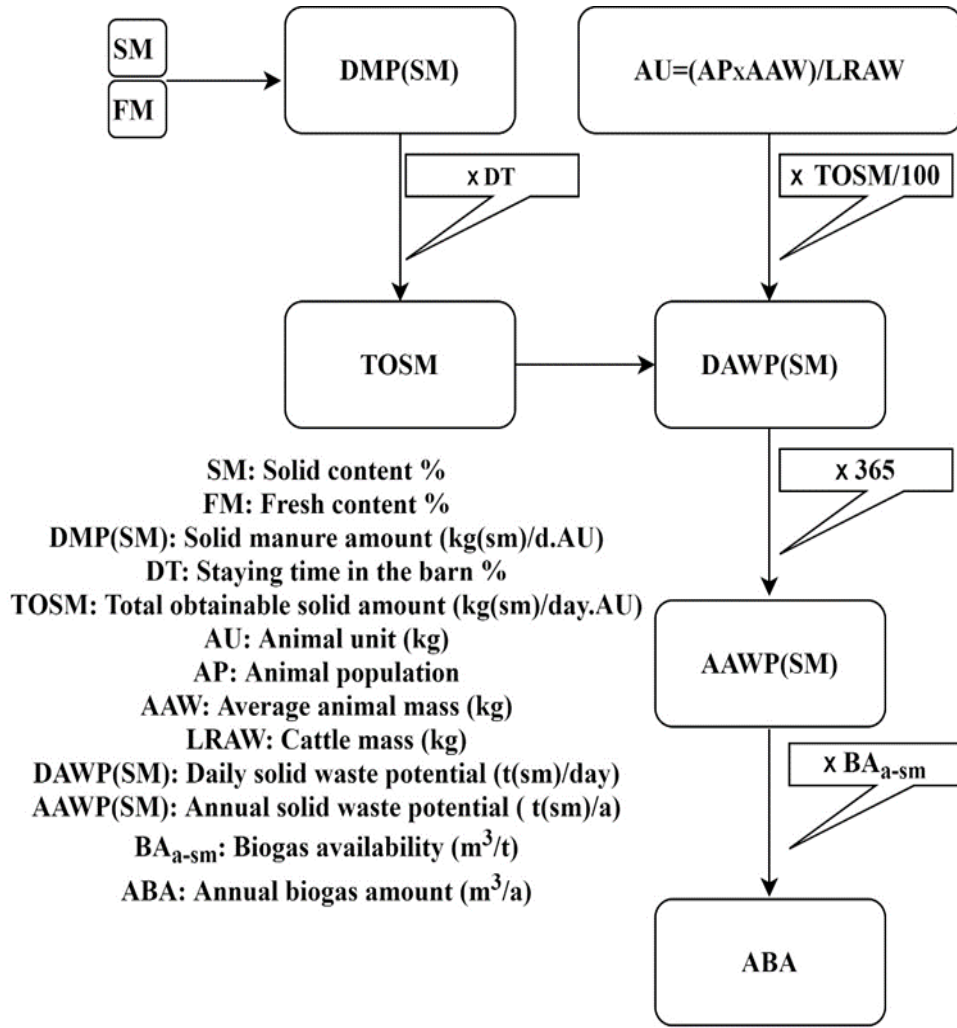 SM
FM
DMP(SM)
AU=(APxAAW)/LRAW
x DT
x TOSM/100
TOSM
DAWP(SM)
x 365
SM: Solid content %
FM: Fresh content %
DMP(SM): Solid manure amount (kg(sm)/d.AU)
DT: Staying time in the barn %
TOSM: Total obtainable solid amount (kg(sm)/day.AU)
AU: Animal unit (kg)
AP: Animal population
AAW: Average animal mass (kg)
LRAW: Cattle mass (kg)
DAWP(SM): Daily solid waste potential (t(sm)/day)
AAWP(SM): Annual solid waste potential ( t(sm)/a)
BAa-sm: Biogas availability (m³/t)
ABA: Annual biogas amount (m³/a)
AAWP(SM)
x BAa-sm
ABA